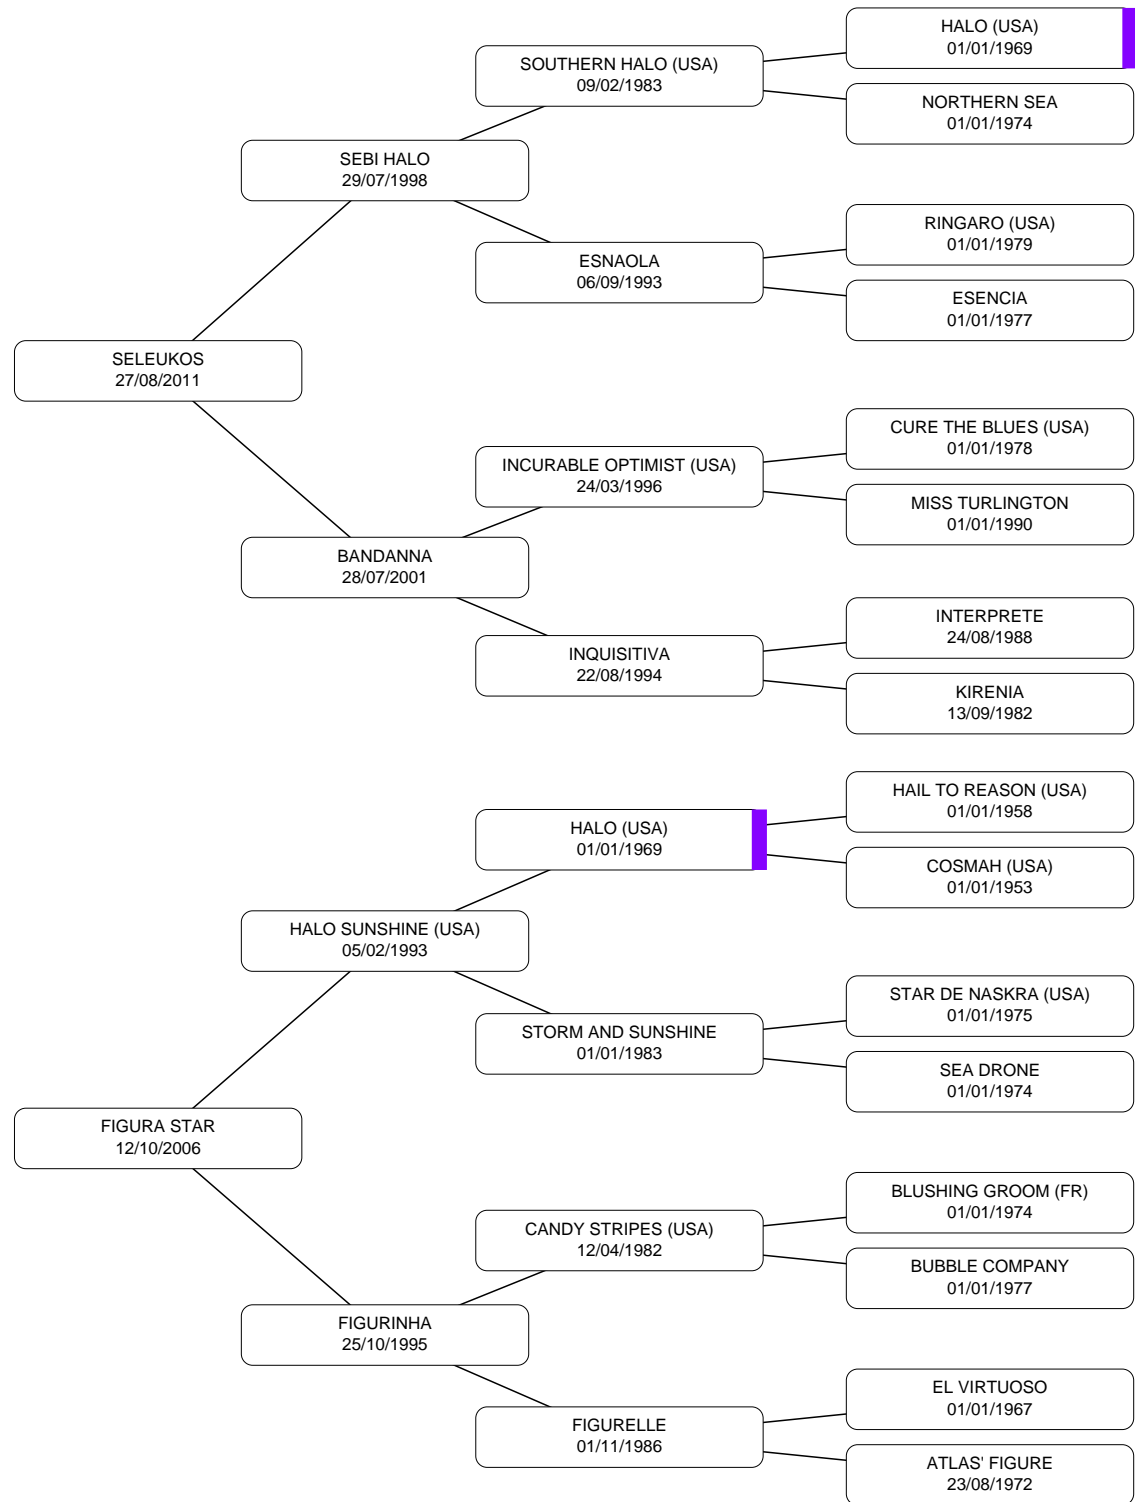 HALO (USA)
01/01/1969
SOUTHERN HALO (USA)
09/02/1983
NORTHERN SEA
01/01/1974
SEBI HALO
29/07/1998
RINGARO (USA)
01/01/1979
ESNAOLA
06/09/1993
ESENCIA
01/01/1977
SELEUKOS
27/08/2011
CURE THE BLUES (USA)
01/01/1978
INCURABLE OPTIMIST (USA)
24/03/1996
MISS TURLINGTON
01/01/1990
BANDANNA
28/07/2001
INTERPRETE
24/08/1988
INQUISITIVA
22/08/1994
KIRENIA
13/09/1982
HAIL TO REASON (USA)
01/01/1958
HALO (USA)
01/01/1969
COSMAH (USA)
01/01/1953
HALO SUNSHINE (USA)
05/02/1993
STAR DE NASKRA (USA)
01/01/1975
STORM AND SUNSHINE
01/01/1983
SEA DRONE
01/01/1974
FIGURA STAR
12/10/2006
BLUSHING GROOM (FR)
01/01/1974
CANDY STRIPES (USA)
12/04/1982
BUBBLE COMPANY
01/01/1977
FIGURINHA
25/10/1995
EL VIRTUOSO
01/01/1967
FIGURELLE
01/11/1986
ATLAS' FIGURE
23/08/1972